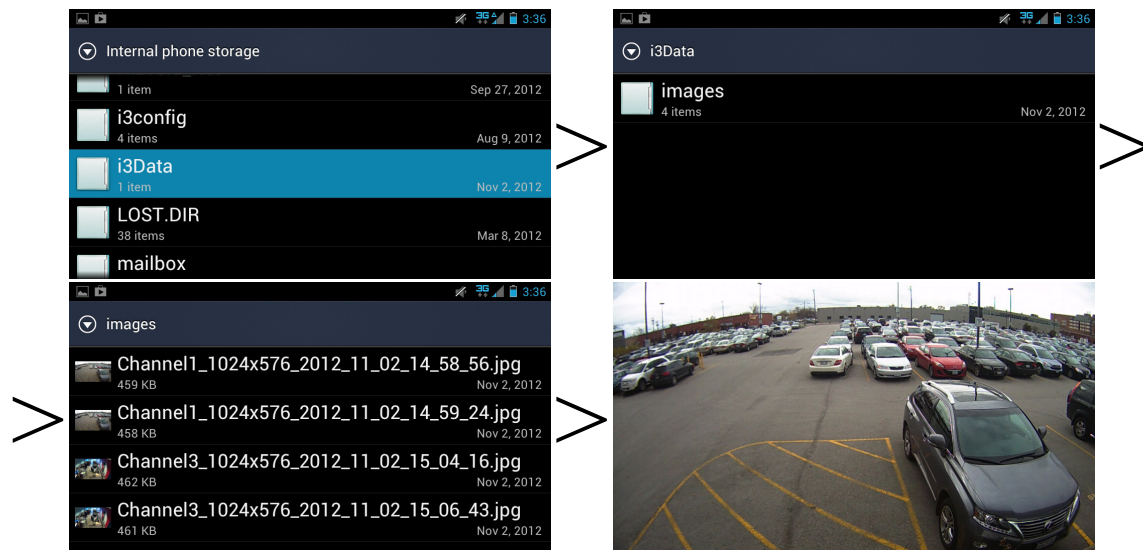 3G 3:36
Internal phone storage
1 item Sep 27, 2012
i3config
4 items Aug 9, 2012
i3Data
1 item Nov 2, 2012
LOST.DIR
38 items Mar 8, 2012
mailbox
>
3G 3:36
i3Data
images
4 items Nov 2, 2012
>
>
3G 3:36
images
Channel1_1024x576_2012_11_02_14_58_56.jpg
459 KB Nov 2, 2012
Channel1_1024x576_2012_11_02_14_59_24.jpg
458 KB Nov 2, 2012
Channel3_1024x576_2012_11_02_15_04_16.jpg
462 KB Nov 2, 2012
Channel3_1024x576_2012_11_02_15_06_43.jpg
461 KB Nov 2, 2012
>